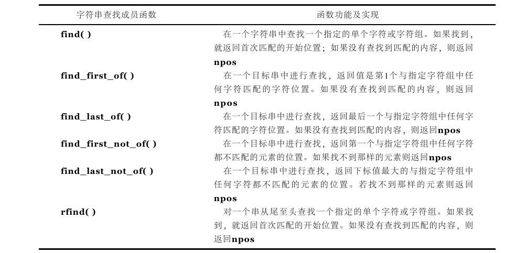 字符串查找成员函数 函数功能及实现
find( ) 在一个字符串中查找一个指定的单个字符或字符组。如果找到，
就返回首次匹配的开始位置；如果没有查找到匹配的内容，则返回
npos
find_first_of( ) 在一个目标串中进行查找，返回值是第1个与指定字符组中任
何字符匹配的字符位置。如果没有查找到匹配的内容，则返回
npos
find_last_of( ) 在一个目标串中进行查找，返回最后一个与指定字符组中任何字
符匹配的字符位置。如果没有查找到匹配的内容，则返回npos
find_first_not_of( ) 在一个目标串中进行查找，返回第一个与指定字符组中任何字符
都不匹配的元素的位置。如果找不到那样的元素则返回npos
find_last_not_of( ) 在一个目标串中进行查找，返回下标值最大的与指定字符组中
任何字符都不匹配的元素的位置。若找不到那样的元素则返回
npos
rfind( ) 对一个串从尾至头查找一个指定的单个字符或字符组。如果找
到，就返回首次匹配的开始位置。如果没有查找到匹配的内容，则
返回npos